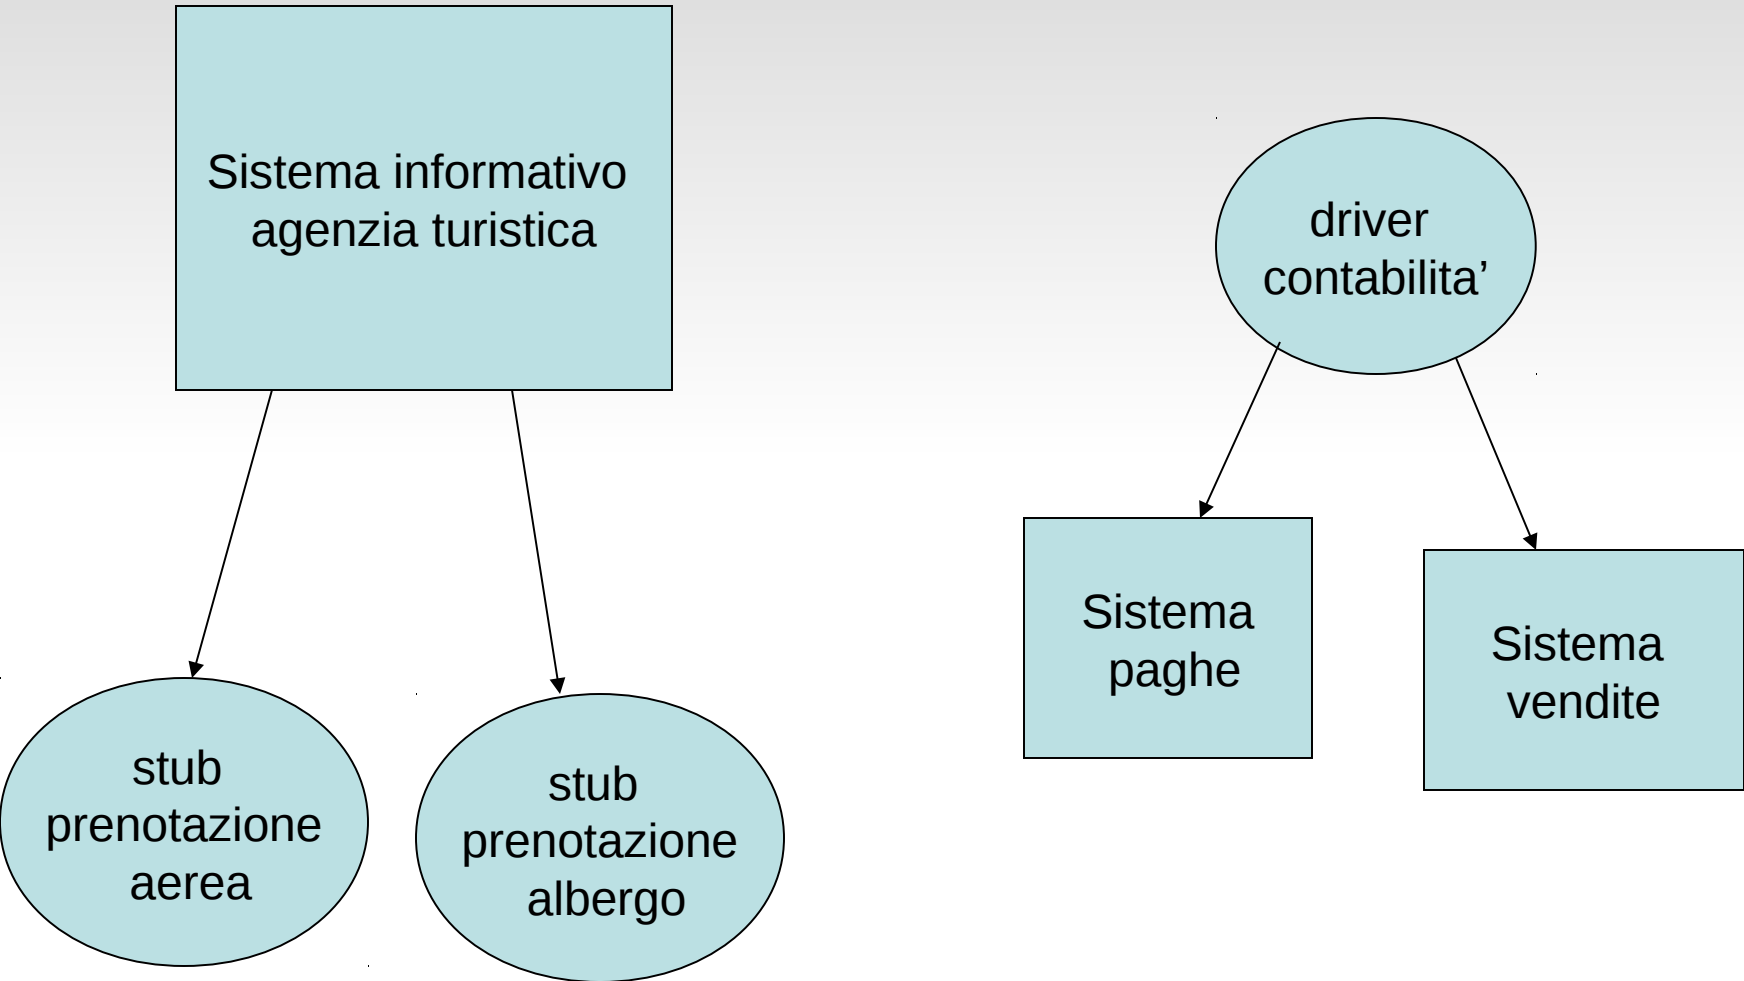 Sistema informativo
agenzia turistica
driver
contabilita’
Sistema
paghe
Sistema
vendite
stub
prenotazione
aerea
stub
prenotazione
albergo